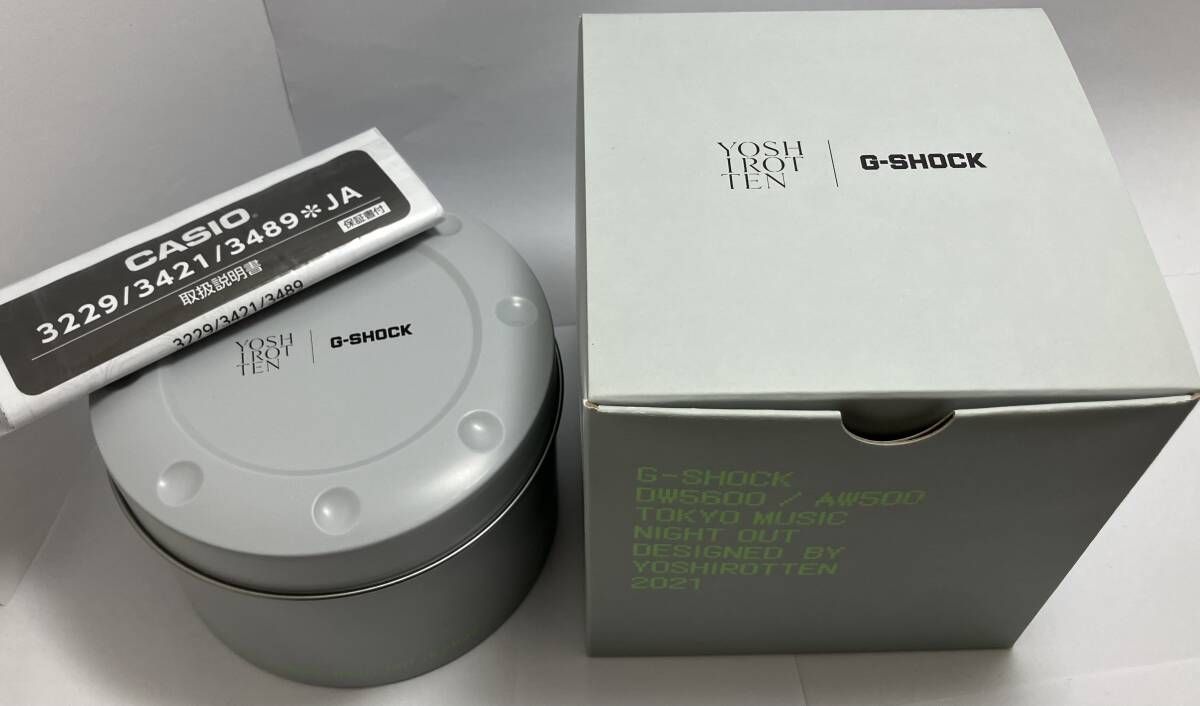 CASIO
3229/3421/3489✽JA
取扱説明書
保証書付
3229/3421/3489
YOSH
IROT
TEN
G-SHOCK
YOSH
IROT
TEN
G-SHOCK
G-SHOCK
DW5600 / AW500
TOKYO MUSIC
NIGHT OUT
DESIGNED BY
YOSHIROTTEN
2021